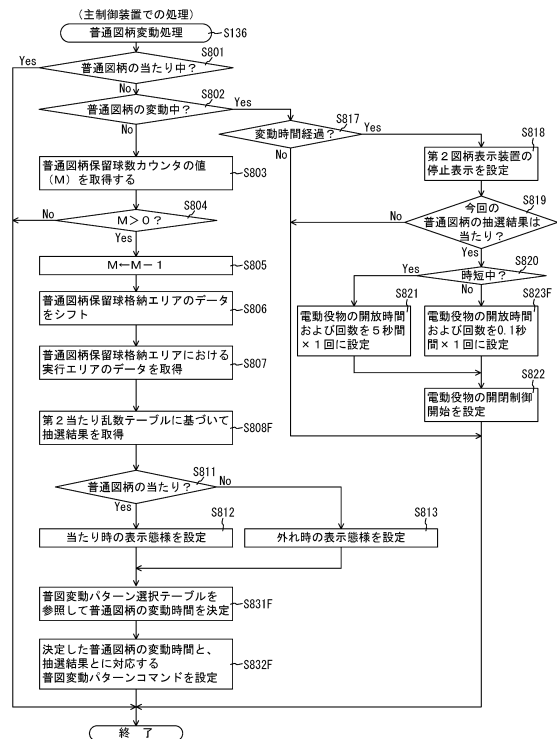 (主制御装置での処理)
普通図柄変動処理
S136
S801
Yes
普通図柄の当たり中?
No
S802
普通図柄の変動中?
Yes
No
S817
変動時間経過?
Yes
No
S818
第2図柄表示装置の
停止表示を設定
普通図柄保留球数カウンタの値
(M)を取得する
S803
S804
No
M>0?
Yes
S819
今回の
普通図柄の抽選結果は
当たり?
No
Yes
M←M-1
S805
S820
時短中?
Yes
No
普通図柄保留球格納エリアのデータ
をシフト
S806
S821
電動役物の開放時間
および回数を5秒間
×1回に設定
S823F
電動役物の開放時間
および回数を0.1秒
間×1回に設定
普通図柄保留球格納エリアにおける
実行エリアのデータを取得
S807
S822
電動役物の開閉制御
開始を設定
第2当たり乱数テーブルに基づいて
抽選結果を取得
S808F
S811
普通図柄の当たり?
No
Yes
S812
当たり時の表示態様を設定
S813
外れ時の表示態様を設定
普図変動パターン選択テーブルを
参照して普通図柄の変動時間を決定
S831F
決定した普通図柄の変動時間と、
抽選結果とに対応する
普図変動パターンコマンドを設定
S832F
終 了